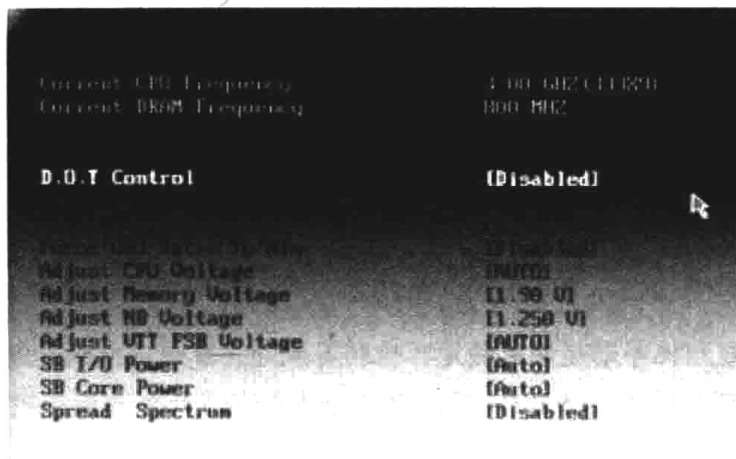 Current CPU Frequency
Current DRAM Frequency 800 MHZ
D.O.T Control [Disabled]
Adjust CPU Voltage [AUTO]
Adjust Memory Voltage [1.90 V]
Adjust NB Voltage [1.250 V]
Adjust VTT FSB Voltage [AUTO]
SB I/O Power [Auto]
SB Core Power [Auto]
Spread Spectrum [Disabled]